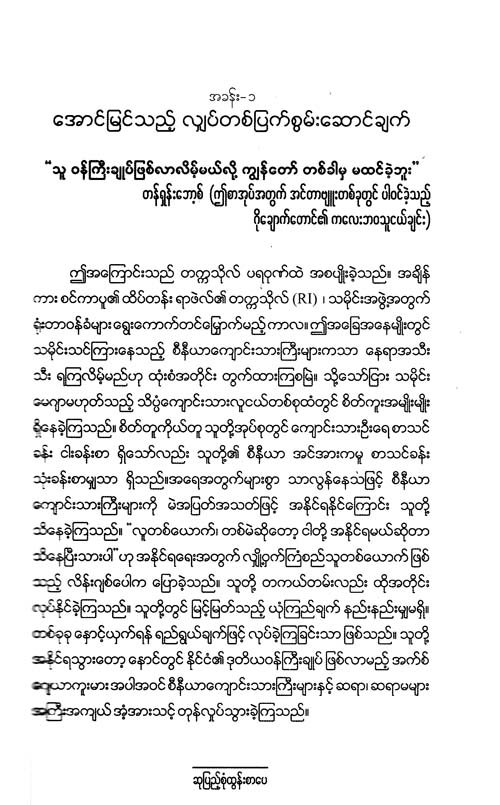 အခန်း-၁
အောင်မြင်သည့် လျှပ်တစ်ပြက်စွမ်းဆောင်ချက်
“သူ ဝန်ကြီးချုပ်ဖြစ်လာလိမ့်မယ်လို့ ကျွန်တော် တစ်ခါမှ မထင်ခဲ့ဘူး”
တန်ရှန်းဘော့စ် (ဤစာအုပ်အတွက် အင်တာဗျူးတစ်ခုတွင် ပါဝင်ခဲ့သည့်
ဂိုချောက်တောင်၏ ကလေးဘဝသူငယ်ချင်း)
ဤအကြောင်းသည် တက္ကသိုလ် ပရဝုဏ်ထဲ အစပျိုးခဲ့သည်။ အချိန်
ကား စင်ကာပူ၏ ထိပ်တန်း ရာဖဲလ်၏ တက္ကသိုလ် (RI) ၊ သမိုင်းအဖွဲ့အတွက်
ရုံးတာဝန်ခံများ ရွေးကောက်တင်မြှောက်မည့် ကာလ။ ဤအခြေအနေမျိုးတွင်
သမိုင်းသင်ကြားနေသည့် စီနီယာကျောင်းသားကြီးများကသာ နေရာအသီး
သီး ရကြလိမ့်မည်ဟု ထုံးစံအတိုင်း တွက်ထားကြစမြဲ။ သို့သော်ငြား သမိုင်း
မေဂျာမဟုတ်သည့် သိပ္ပံကျောင်းသားလူငယ်တစ်စုထံတွင် စိတ်ကူးအမျိုးမျိုး
ရှိနေခဲ့ကြသည်။ စိတ်တူကိုယ်တူ သူတို့အုပ်စုတွင် ကျောင်းသားဦးရေ စာသင်
ခန်း ငါးခန်းစာ ရှိသော်လည်း သူတို့၏ စီနီယာ အင်အားကမူ စာသင်ခန်း
သုံးခန်းစာမျှသာ ရှိသည်။အရေအတွက်များစွာ သာလွန်နေသဖြင့် စီနီယာ
ကျောင်းသားကြီးများကို မဲအပြတ်အသတ်ဖြင့် အနိုင်ရနိုင်ကြောင်း သူတို့
သိနေခဲ့ကြသည်။ “လူတစ်ယောက်၊ တစ်မဲဆိုတော့ ငါတို့ အနိုင်ရမယ်ဆိုတာ
သိနေပြီးသားပါ”ဟု အနိုင်ရရေးအတွက် လျှို့ဝှက်ကြံစည်သူတစ်ယောက် ဖြစ်
သည့် လိန်းဂျစ်ပေါက ပြောခဲ့သည်။ သူတို့ တကယ်တမ်းလည်း ထိုအတိုင်း
လုပ်နိုင်ခဲ့ကြသည်။ သူတို့တွင် မြင့်မြတ်သည့် ယုံကြည်ချက် နည်းနည်းမျှမရှိ။
တစ်ခုခု နှောင့်ယှက်ရန် ရည်ရွယ်ချက်ဖြင့် လုပ်ခဲ့ကြခြင်းသာ ဖြစ်သည်။ သူတို့
အနိုင်ရသွားတော့ နောင်တွင် နိုင်ငံ၏ ဒုတိယဝန်ကြီးချုပ် ဖြစ်လာမည့် အက်စ်
ဂျေယာကူးမား အပါအဝင် စီနီယာကျောင်းသားကြီးများနှင့် ဆရာ၊ ဆရာမများ
အကြီးအကျယ် အံ့အားသင့် တုန်လှုပ်သွားခဲ့ကြသည်။
ဆုပြည့်စုံထွန်းစာပေ